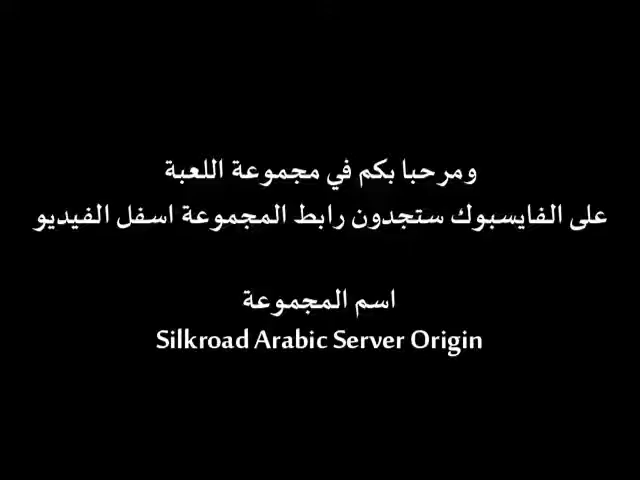 ومرحبا بكم في مجموعة اللعبة
على الفايسبوك ستجدون رابط المجموعة اسفل الفيديو
اسم المجموعة
Silkroad Arabic Server Origin